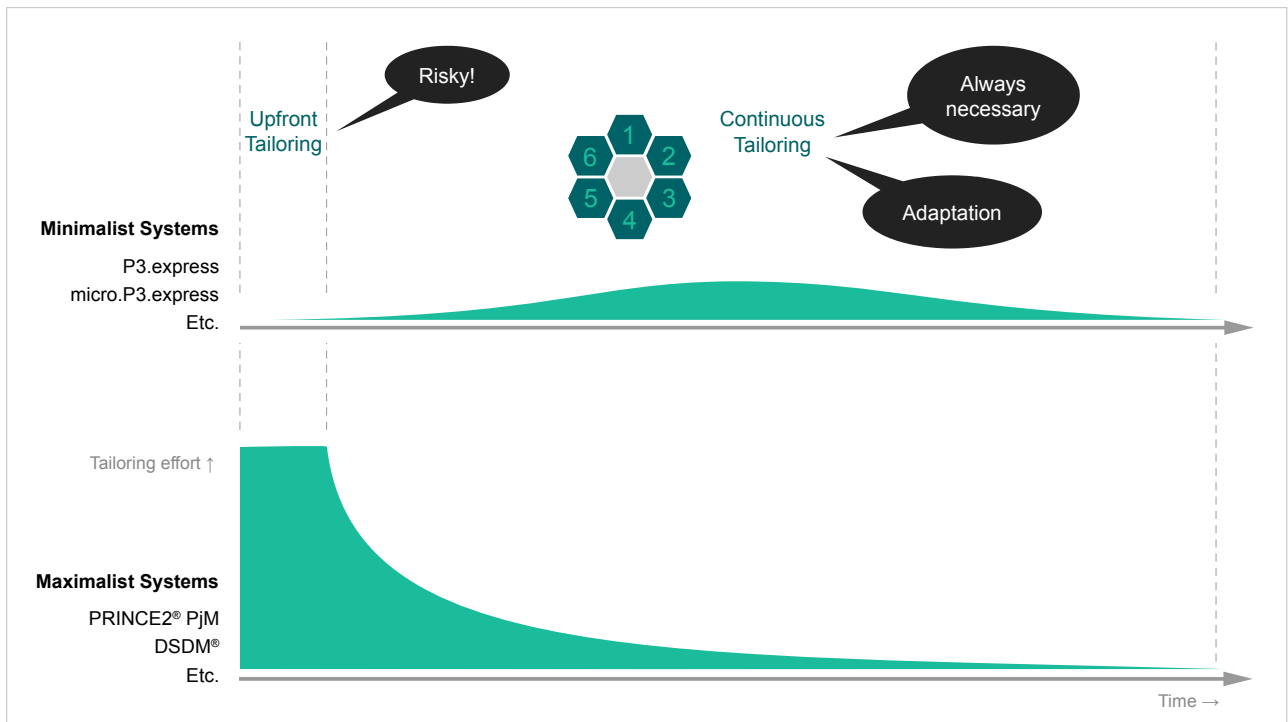 Risky!
Always
necessary
Upfront
Tailoring
Continuous
Tailoring
1
6
2
5
3
4
Adaptation
Minimalist Systems
P3.express
micro.P3.express
Etc.
Tailoring effort ↑
Maximalist Systems
PRINCE2® PjM
DSDM®
Etc.
Time →